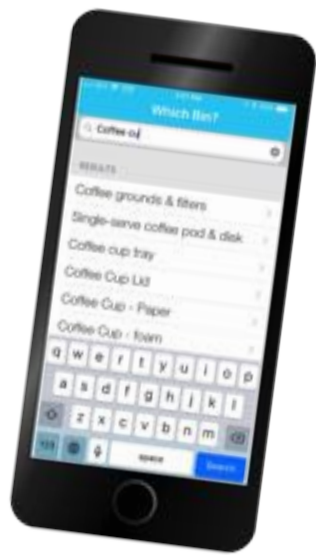 Which Bin?
Coffee cu
RESULTS
Coffee grounds & filters
Single-serve coffee pod & disk
Coffee cup tray
Coffee Cup Lid
Coffee Cup - Paper
Coffee Cup - foam
q w e r t y u i o p
a s d f g h j k l
z x c v b n m
123 space Search